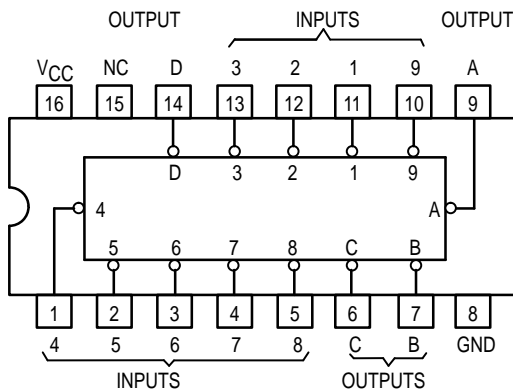 OUTPUT INPUTS OUTPUT
VCC NC D 3 2 1 9 A
16 15 14 13 12 11 10 9
D 3 2 1 9
4 A
5 6 7 8 C B
1 2 3 4 5 6 7 8
4 5 6 7 8 C B GND
INPUTS OUTPUTS